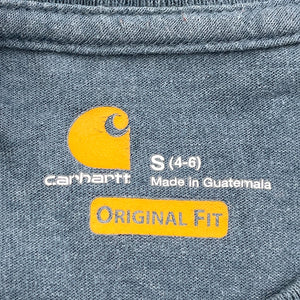 carhartt
S (4-6)
Made in Guatemala
ORIGINAL FIT